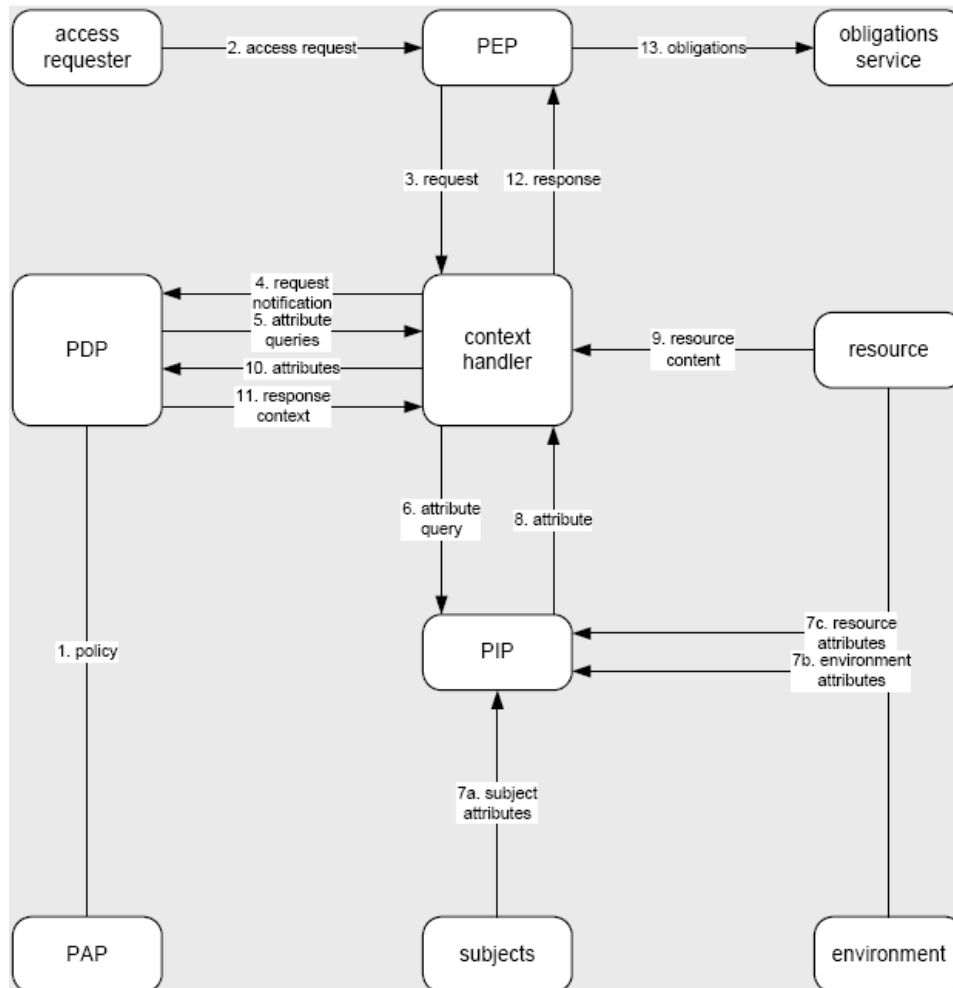 access
requester
2. access request
PEP
13. obligations
obligations
service
3. request
12. response
PDP
4. request
notification
5. attribute
queries
10. attributes
11. response
context
context
handler
9. resource
content
resource
6. attribute
query
8. attribute
1. policy
PIP
7c. resource
attributes
7b. environment
attributes
7a. subject
attributes
PAP
subjects
environment